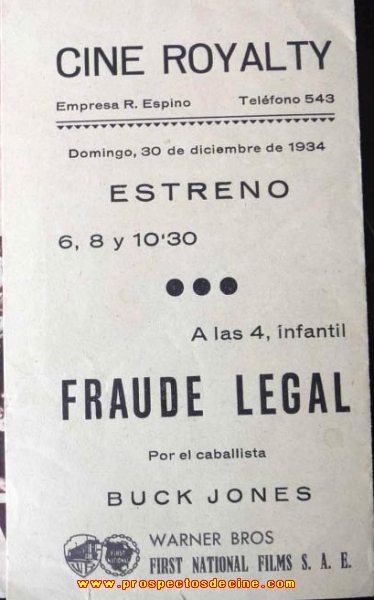 CINE ROYALTY
Empresa R. Espino Teléfono 543
Domingo, 30 de diciembre de 1934
ESTRENO
6, 8 y 10'30
A las 4, infantil
FRAUDE LEGAL
Por el caballista
BUCK JONES
WARNER BROS
FIRST NATIONAL FILMS S. A. E.
www.prospectosdecine.com